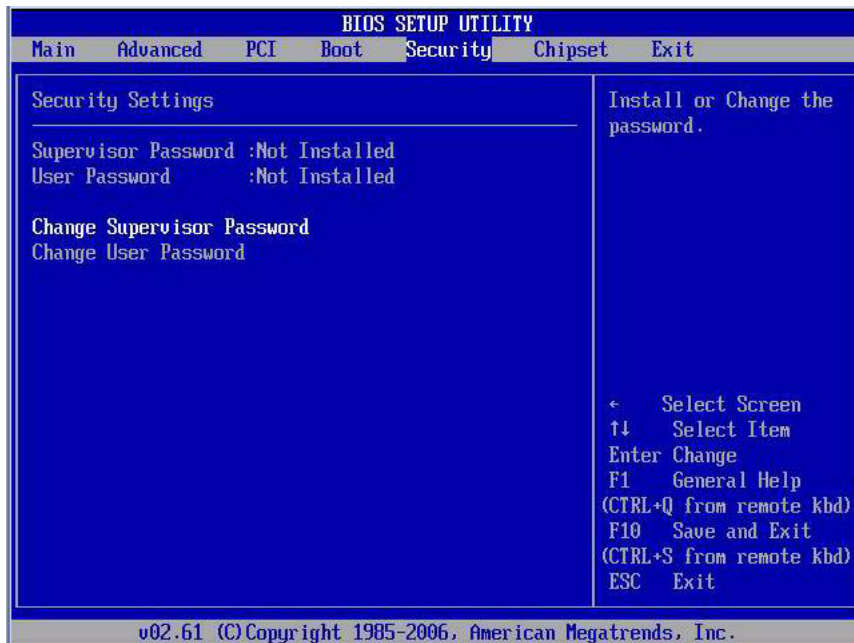 BIOS SETUP UTILITY
Main Advanced PCI Boot Security Chipset Exit
Security Settings
Supervisor Password :Not Installed
User Password :Not Installed
Change Supervisor Password
Change User Password
Install or Change the
password.
← Select Screen
↑↓ Select Item
Enter Change
F1 General Help
(CTRL+Q from remote kbd)
F10 Save and Exit
(CTRL+S from remote kbd)
ESC Exit
v02.61 (C)Copyright 1985-2006, American Megatrends, Inc.